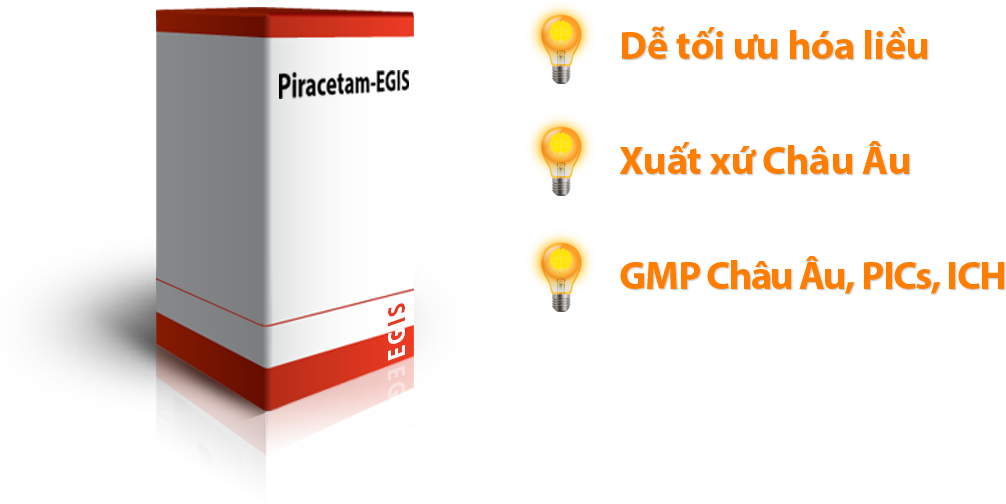 Piracetam-EGIS
EGIS
Dễ tối ưu hóa liều
Xuất xứ Châu Âu
GMP Châu Âu, PICs, ICH